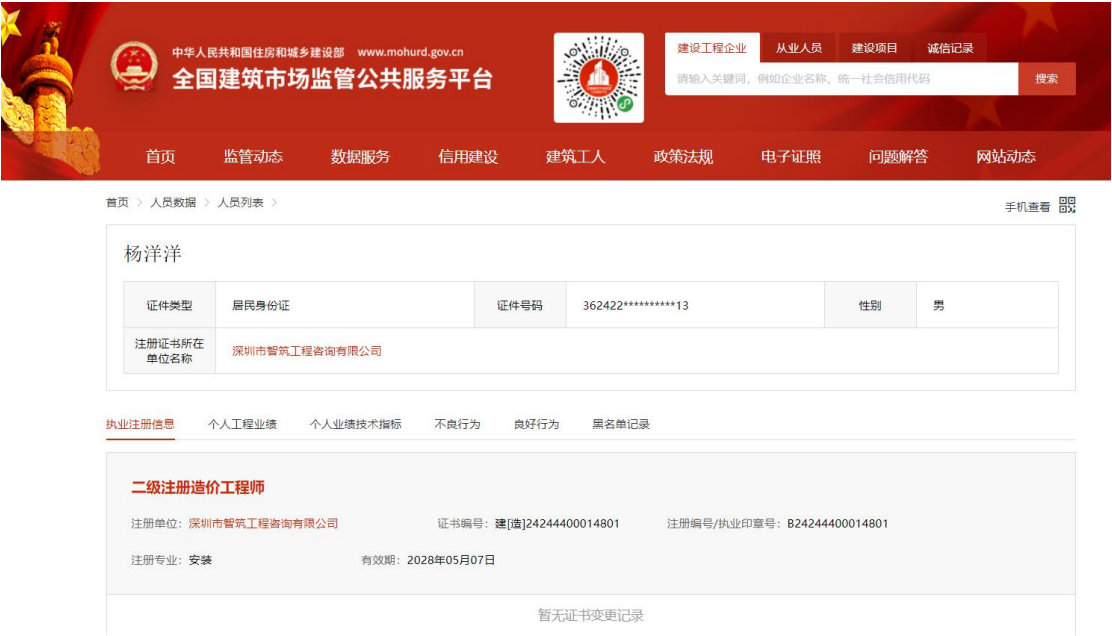 中华人民共和国住房和城乡建设部 www.mohurd.gov.cn
全国建筑市场监管公共服务平台
建设工程企业 从业人员 建设项目 诚信记录
请输入关键词，例如企业名称、统一社会信用代码 搜索
首页 监管动态 数据服务 信用建设 建筑工人 政策法规 电子证照 问题解答 网站动态
首页 > 人员数据 > 人员列表 >
手机查看
杨洋洋
证件类型 居民身份证 证件号码 362422**********13 性别 男
注册证书所在
单位名称 深圳市智筑工程咨询有限公司
执业注册信息 个人工程业绩 个人业绩技术指标 不良行为 良好行为 黑名单记录
二级注册造价工程师
注册单位：深圳市智筑工程咨询有限公司 证书编号：建[造]24244400014801 注册编号/执业印章号：B24244400014801
注册专业：安装 有效期：2028年05月07日
暂无证书变更记录